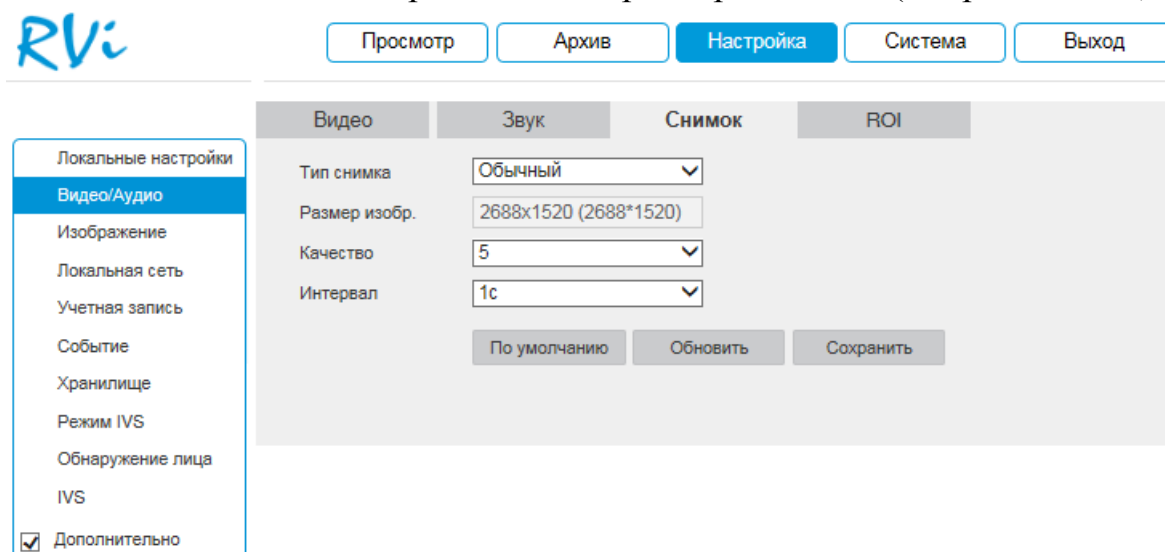 RVi
Просмотр Архив Настройка Система Выход
Видео Звук Снимок ROI
Локальные настройки
Видео/Аудио
Изображение
Локальная сеть
Учетная запись
Событие
Хранилище
Режим IVS
Обнаружение лица
IVS
Дополнительно
Тип снимка Обычный
Размер изобр. 2688x1520 (2688*1520)
Качество 5
Интервал 1с
По умолчанию Обновить Сохранить